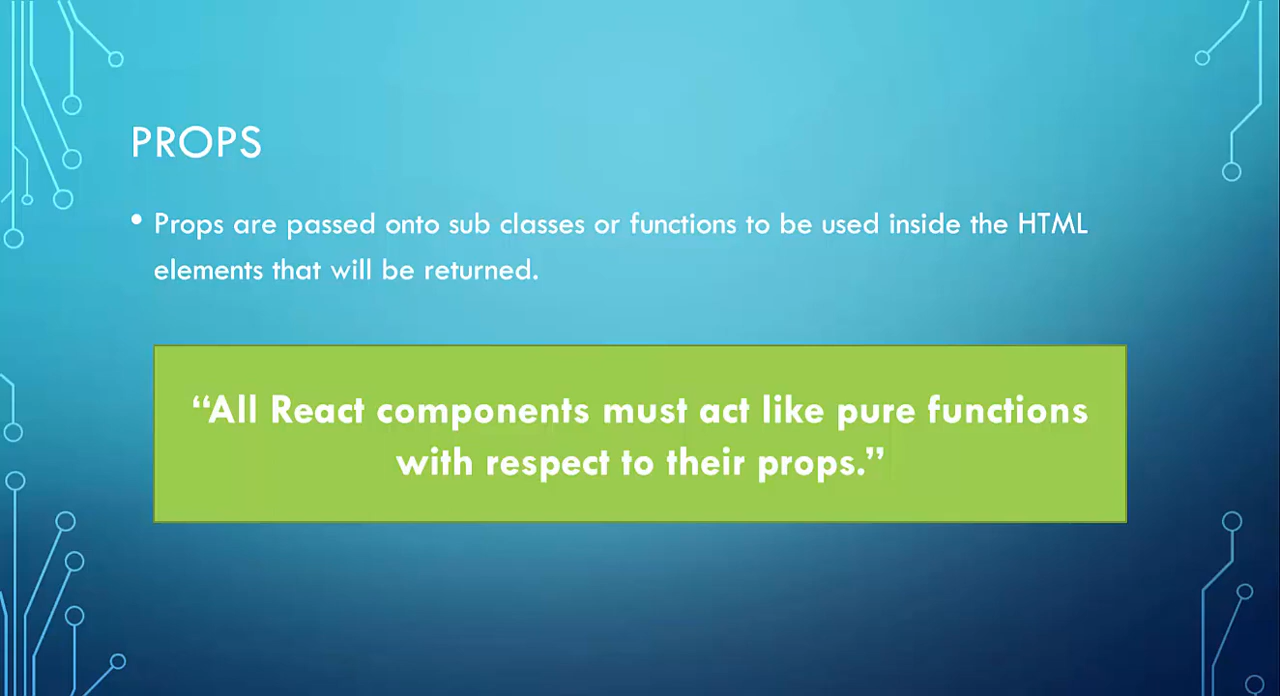 PROPS
• Props are passed onto sub classes or functions to be used inside the HTML
elements that will be returned.
“All React components must act like pure functions
with respect to their props.”